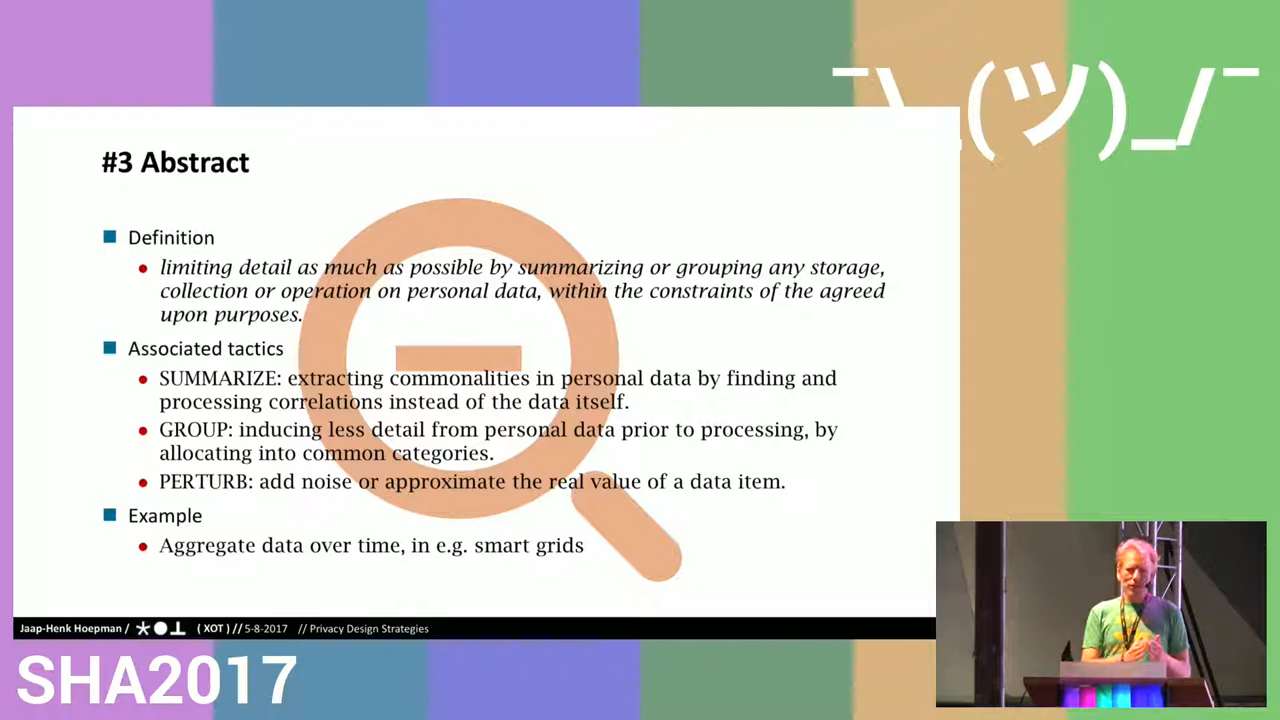 ¯\_(ツ)_/¯
#3 Abstract
Definition
limiting detail as much as possible by summarizing or grouping any storage,
collection or operation on personal data, within the constraints of the agreed
upon purposes.
Associated tactics
SUMMARIZE: extracting commonalities in personal data by finding and
processing correlations instead of the data itself.
GROUP: inducing less detail from personal data prior to processing, by
allocating into common categories.
PERTURB: add noise or approximate the real value of a data item.
Example
Aggregate data over time, in e.g. smart grids
Jaap-Henk Hoepman / ( XOT ) // 5-8-2017 // Privacy Design Strategies
SHA2017